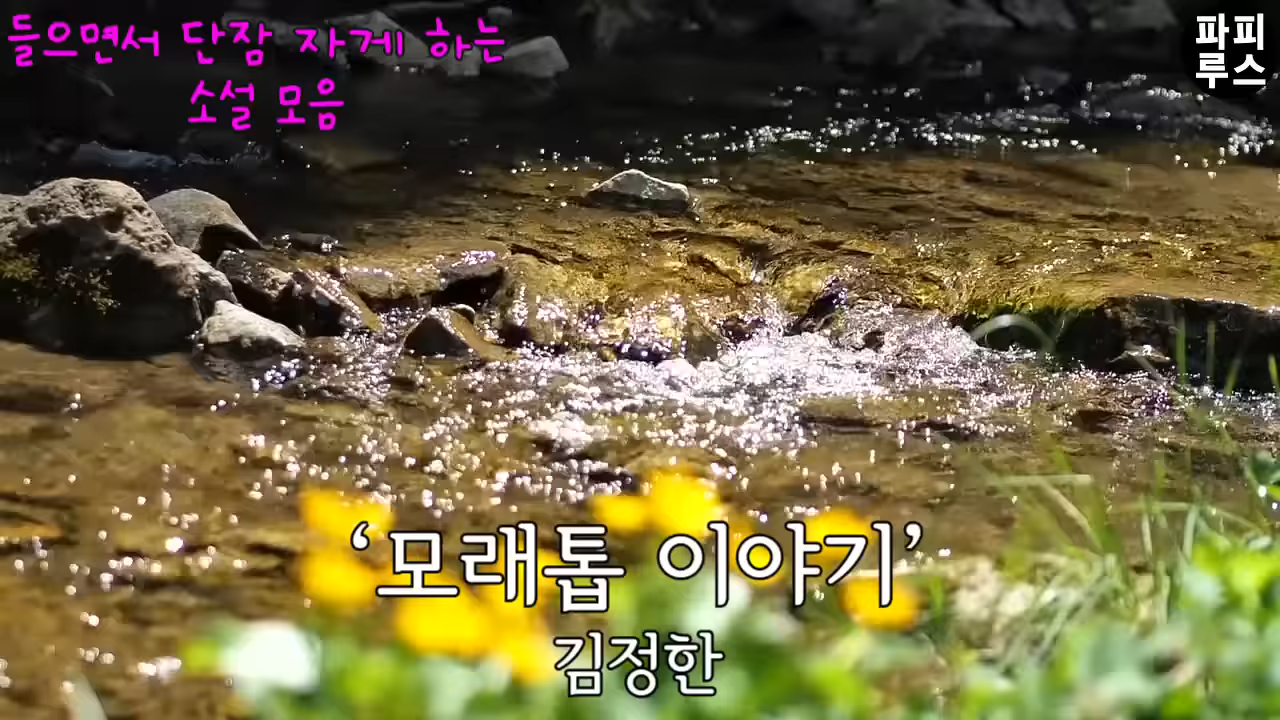 들으면서 단잠 자게 하는
소설 모음
파피
루스
‘모래톱 이야기’
김정한